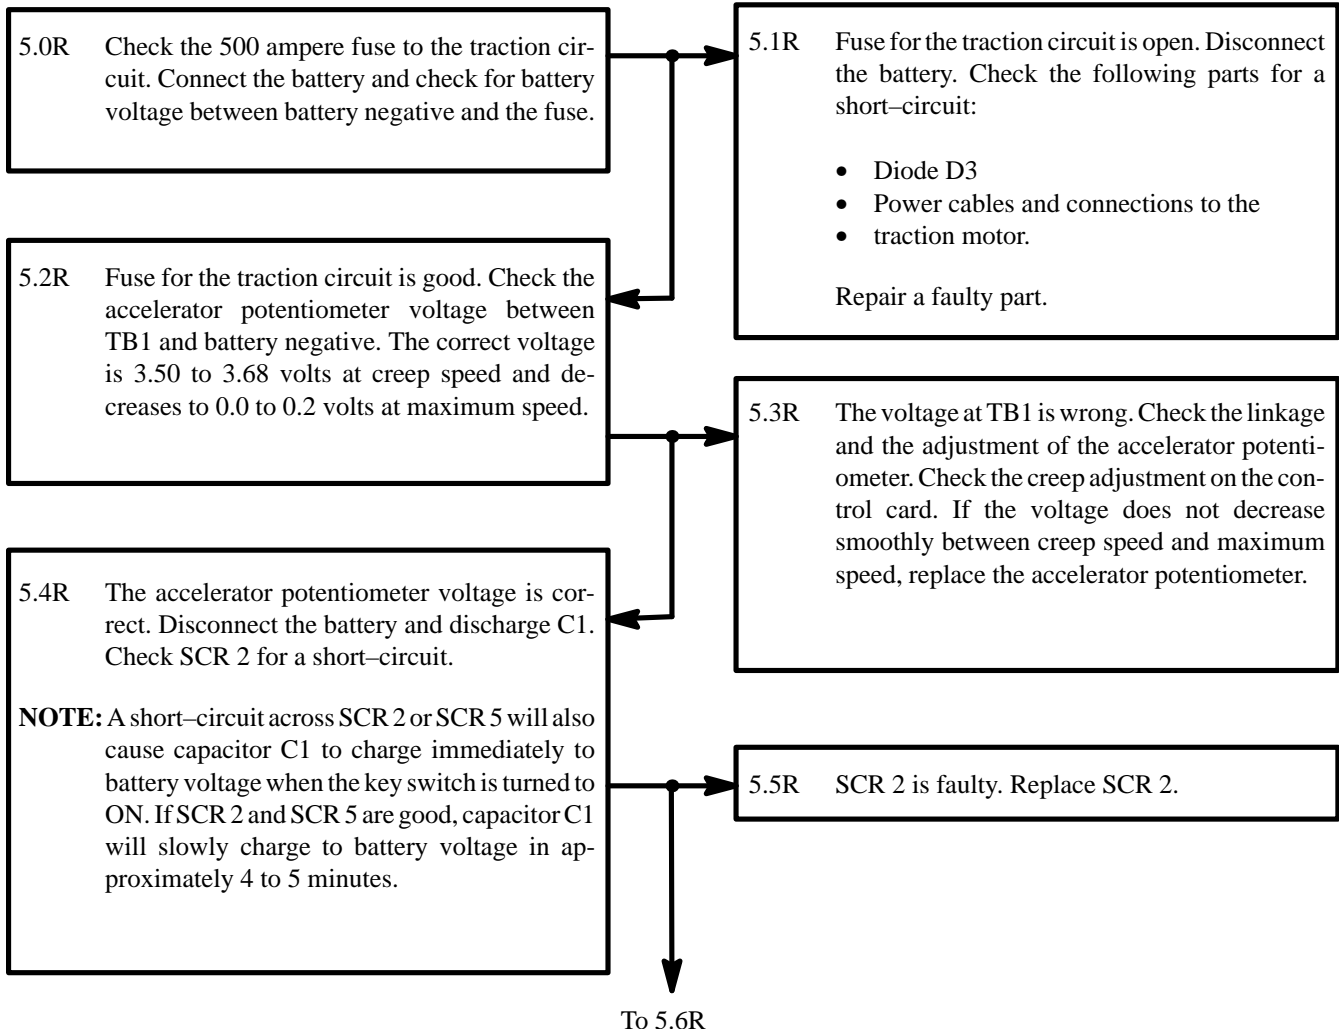 5.0R Check the 500 ampere fuse to the traction cir-
cuit. Connect the battery and check for battery
voltage between battery negative and the fuse.
5.1R Fuse for the traction circuit is open. Disconnect
the battery. Check the following parts for a
short–circuit:
• Diode D3
• Power cables and connections to the
• traction motor.
Repair a faulty part.
5.2R Fuse for the traction circuit is good. Check the
accelerator potentiometer voltage between
TB1 and battery negative. The correct voltage
is 3.50 to 3.68 volts at creep speed and de-
creases to 0.0 to 0.2 volts at maximum speed.
5.3R The voltage at TB1 is wrong. Check the linkage
and the adjustment of the accelerator potenti-
ometer. Check the creep adjustment on the con-
trol card. If the voltage does not decrease
smoothly between creep speed and maximum
speed, replace the accelerator potentiometer.
5.4R The accelerator potentiometer voltage is cor-
rect. Disconnect the battery and discharge C1.
Check SCR 2 for a short–circuit.
NOTE: A short–circuit across SCR 2 or SCR 5 will also
cause capacitor C1 to charge immediately to
battery voltage when the key switch is turned to
ON. If SCR 2 and SCR 5 are good, capacitor C1
will slowly charge to battery voltage in ap-
proximately 4 to 5 minutes.
5.5R SCR 2 is faulty. Replace SCR 2.
To 5.6R